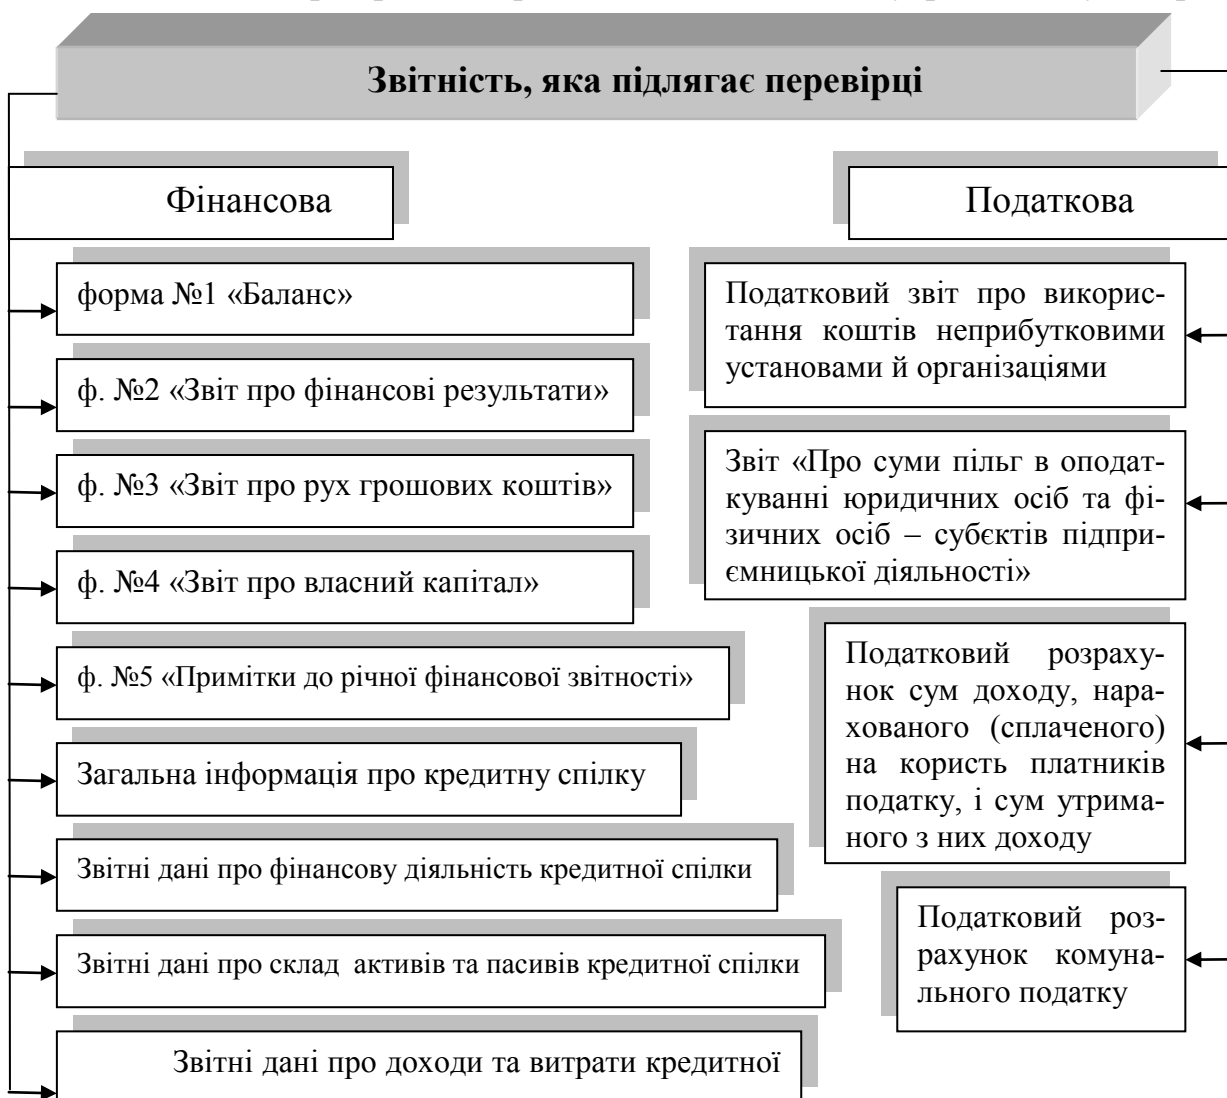 Звітність, яка підлягає перевірці
Фінансова
форма №1 «Баланс»
ф. №2 «Звіт про фінансові результати»
ф. №3 «Звіт про рух грошових коштів»
ф. №4 «Звіт про власний капітал»
ф. №5 «Примітки до річної фінансової звітності»
Загальна інформація про кредитну спілку
Звітні дані про фінансову діяльність кредитної спілки
Звітні дані про склад активів та пасивів кредитної спілки
Звітні дані про доходи та витрати кредитної
Податкова
Податковий звіт про викорис-
тання коштів неприбутковими
установами й організаціями
Звіт «Про суми пільг в оподат-
куванні юридичних осіб та фі-
зичних осіб – субєктів підпри-
ємницької діяльності»
Податковий розраху-
нок сум доходу, нара-
хованого (сплаченого)
на користь платників
податку, і сум утрима-
ного з них доходу
Податковий роз-
рахунок комуна-
льного податку